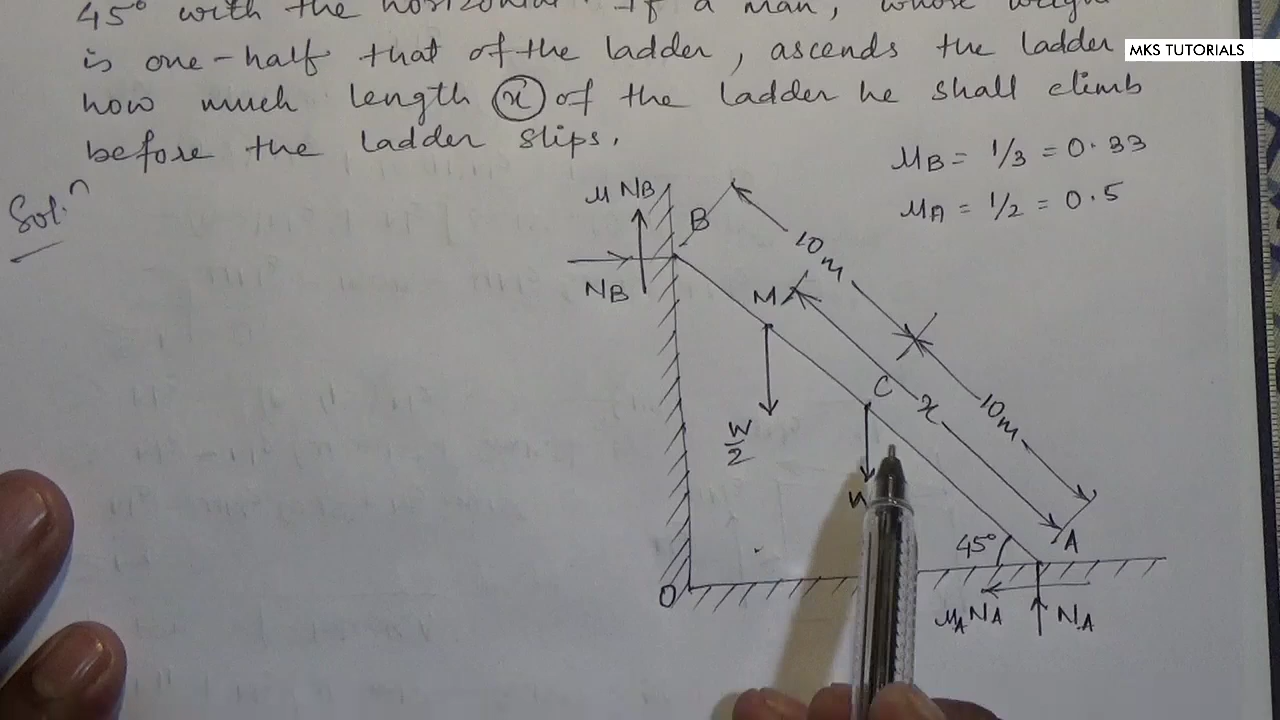 45° with the horizontal. If a man, whose weight
is one-half that of the ladder, ascends the ladder
MKS TUTORIALS
how much length (x) of the ladder he shall climb
before the ladder slips.
μB = 1/3 = 0.33
μA = 1/2 = 0.5
Sol.n
μ NB
B
10m
NB
M
C
x
10m
W/2
W
45°
A
O
μA NA
NA